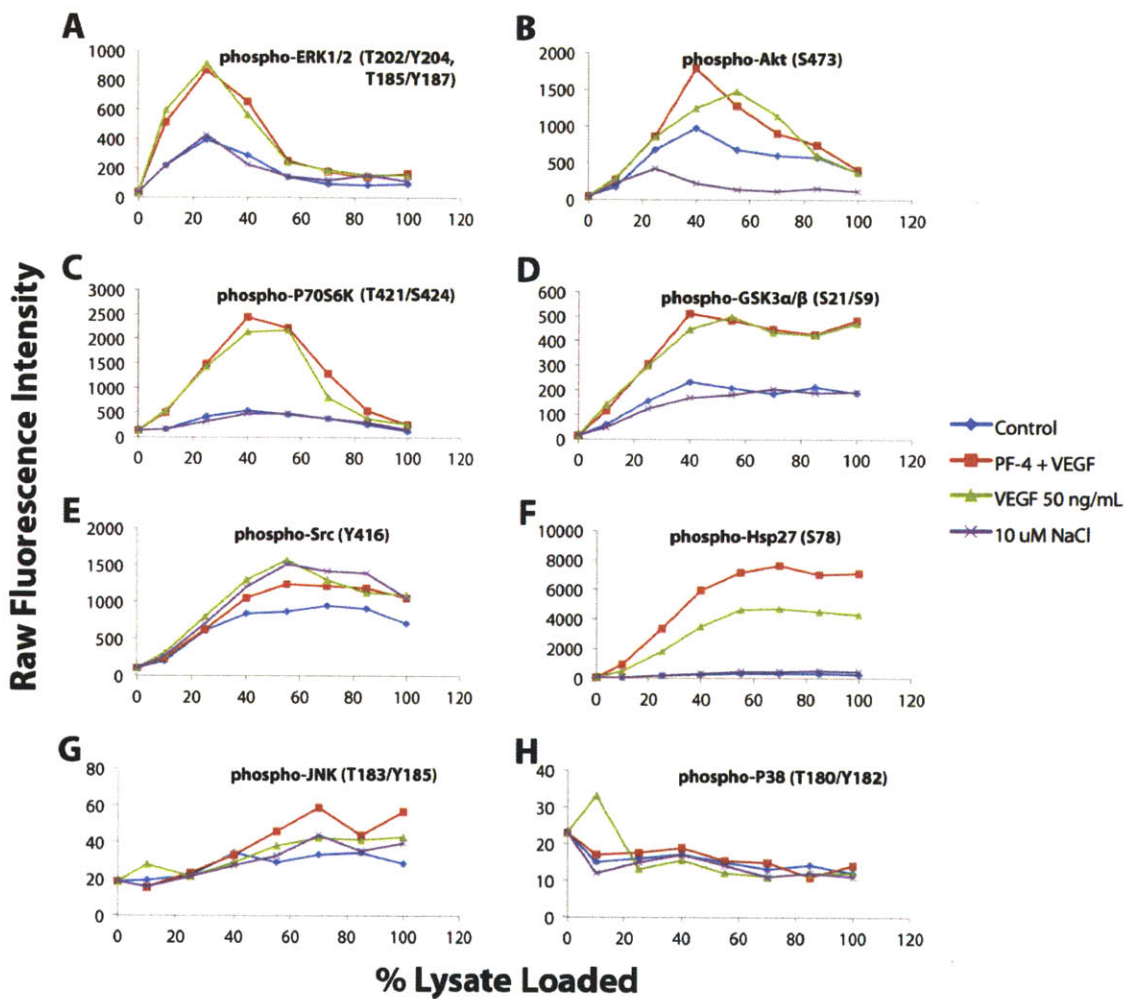 A
phospho-ERK1/2 (T202/Y204,
T185/Y187)
1000
800
600
400
200
0
0 20 40 60 80 100 120
B
phospho-Akt (S473)
2000
1500
1000
500
0
0 20 40 60 80 100 120
C
phospho-P70S6K (T421/S424)
3000
2500
2000
1500
1000
500
0
0 20 40 60 80 100 120
D
phospho-GSK3α/β (S21/S9)
600
500
400
300
200
100
0
0 20 40 60 80 100 120
E
phospho-Src (Y416)
2000
1500
1000
500
0
0 20 40 60 80 100 120
F
phospho-Hsp27 (S78)
10000
8000
6000
4000
2000
0
0 20 40 60 80 100 120
G
phospho-JNK (T183/Y185)
80
60
40
20
0
0 20 40 60 80 100 120
H
phospho-P38 (T180/Y182)
40
30
20
10
0
0 20 40 60 80 100 120
Raw Fluorescence Intensity
% Lysate Loaded
Control
PF-4 + VEGF
VEGF 50 ng/mL
10 uM NaCl